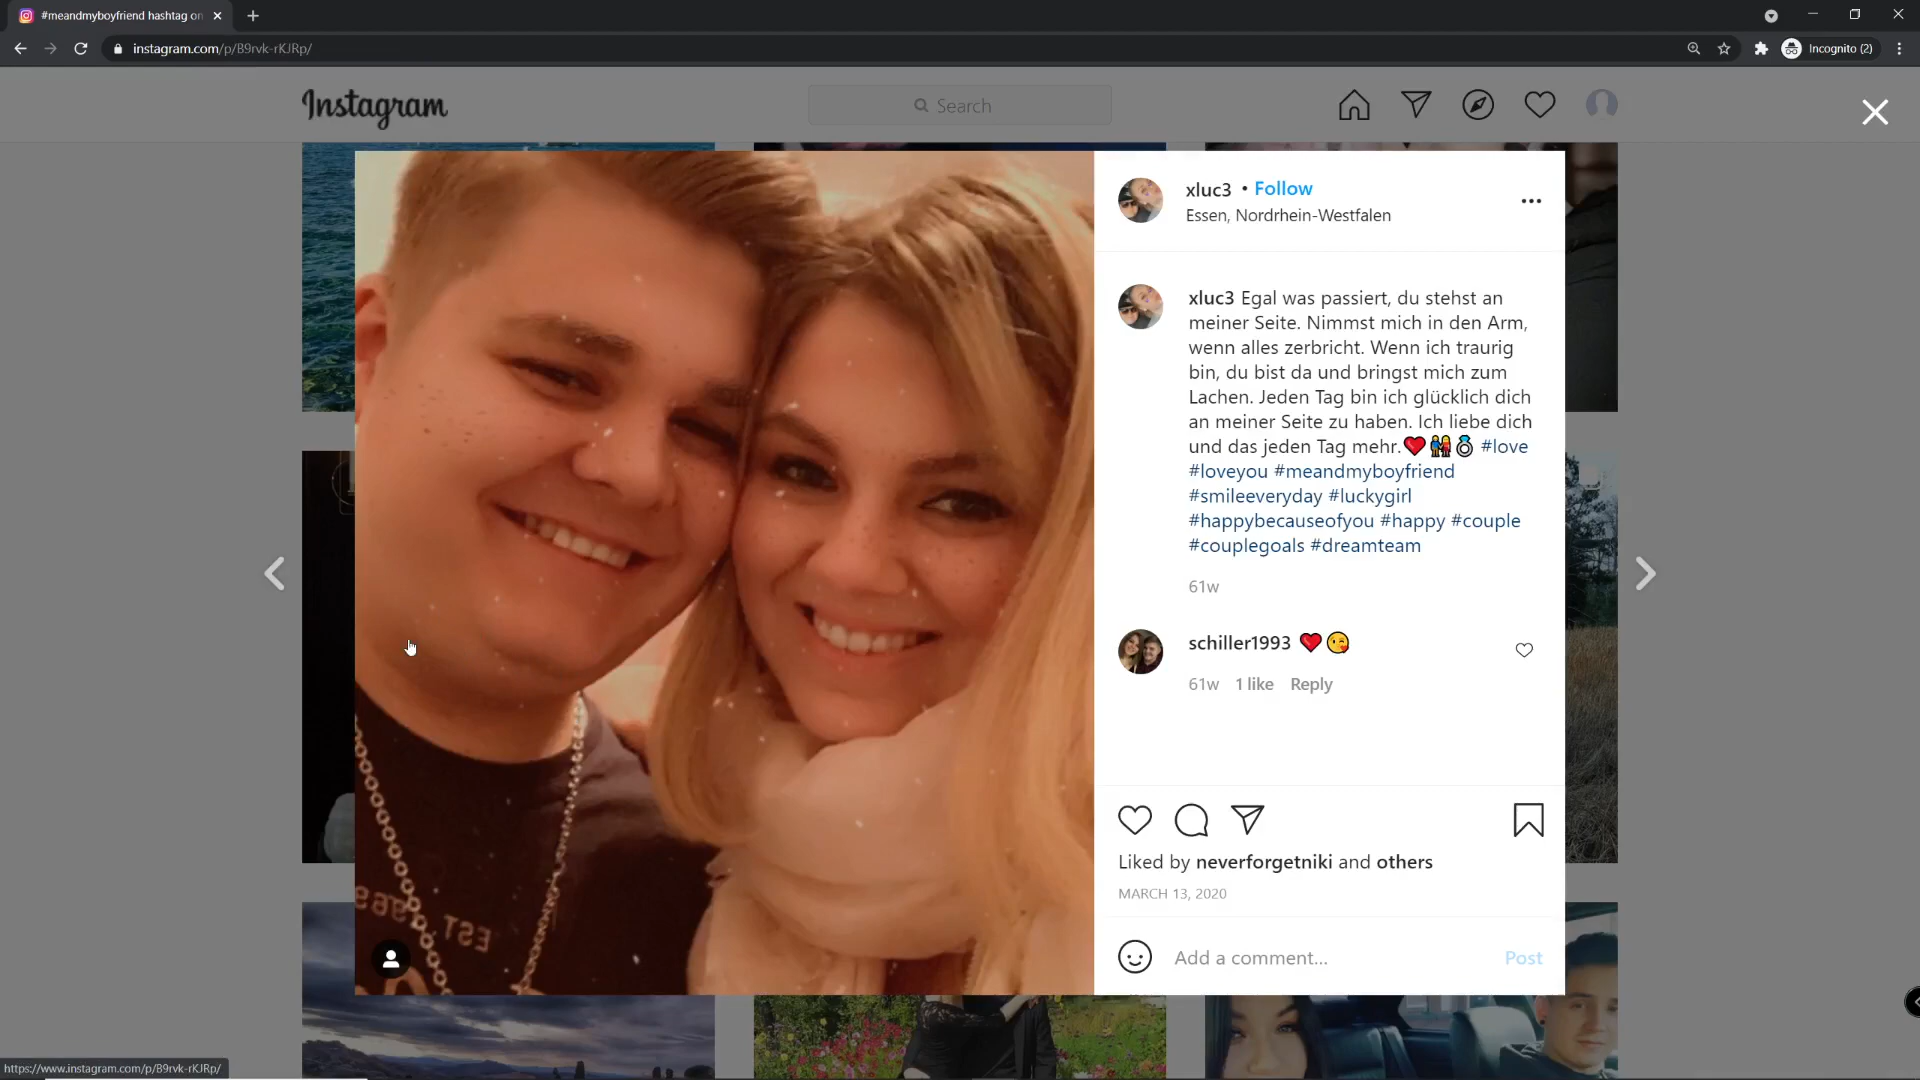 #meandmyboyfriend hashtag on
instagram.com/p/B9rvk-rKJRp/
Incognito (2)
Instagram
Search
xluc3 • Follow
Essen, Nordrhein-Westfalen
xluc3 Egal was passiert, du stehst an
meiner Seite. Nimmst mich in den Arm,
wenn alles zerbricht. Wenn ich traurig
bin, du bist da und bringst mich zum
Lachen. Jeden Tag bin ich glücklich dich
an meiner Seite zu haben. Ich liebe dich
und das jeden Tag mehr.❤️👫💍 #love
#loveyou #meandmyboyfriend
#smileeveryday #luckygirl
#happybecauseofyou #happy #couple
#couplegoals #dreamteam
61w
schiller1993 ❤️😘
61w 1 like Reply
EST
Liked by neverforgetniki and others
MARCH 13, 2020
Add a comment... Post
https://www.instagram.com/p/B9rvk-rKJRp/